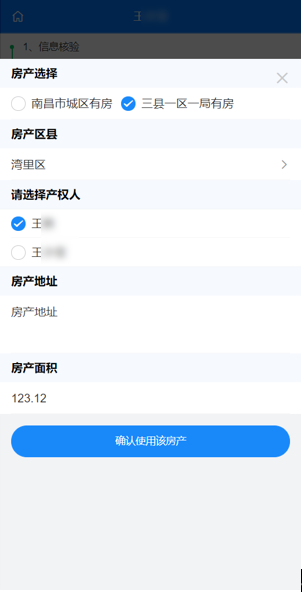 王
1、信息核验
房产选择
南昌市城区有房 三县一区一局有房
房产区县
湾里区
请选择产权人
王
王
房产地址
房产地址
房产面积
123.12
确认使用该房产